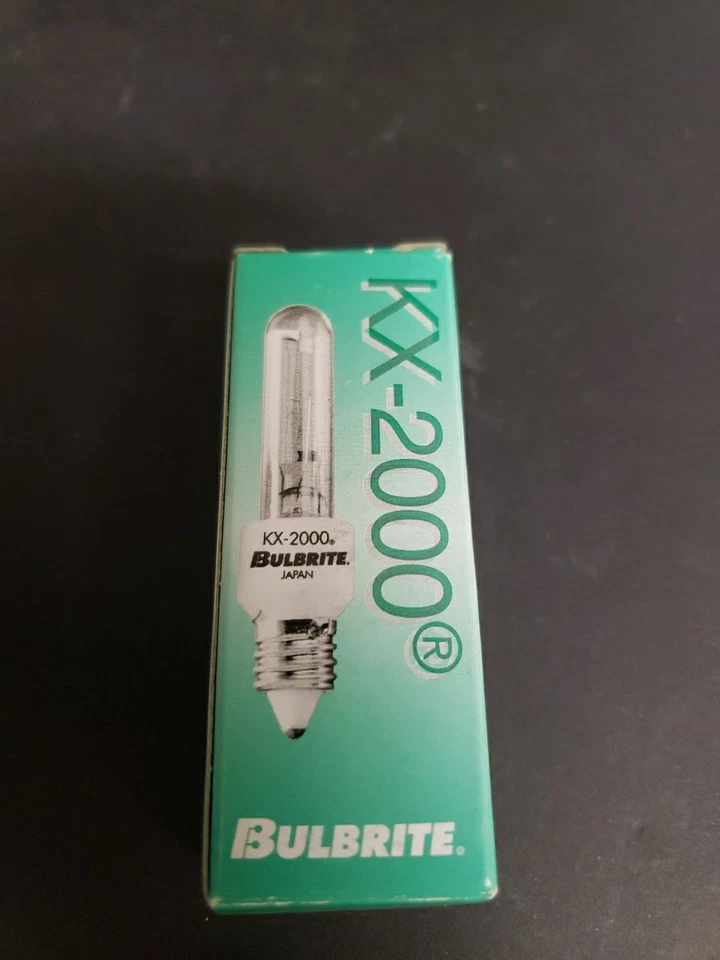 KX-2000®
KX-2000®
BULBRITE.
JAPAN
BULBRITE®